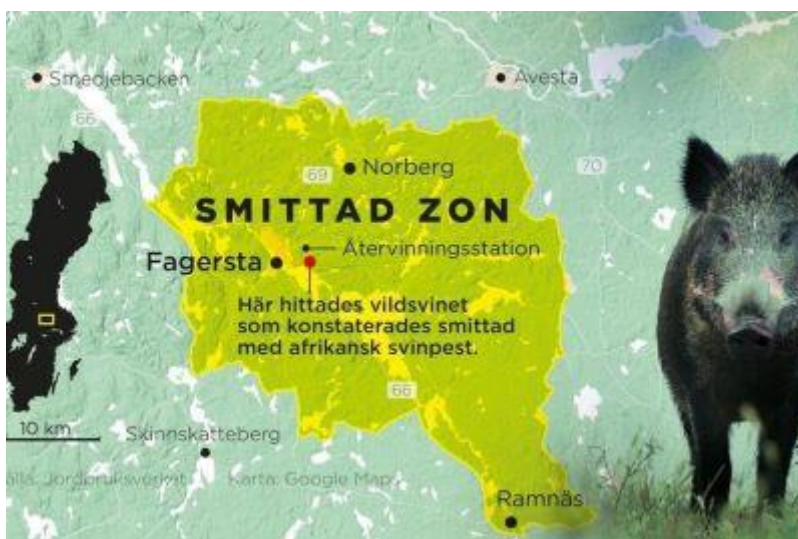 Smedjebacken
Avesta
66
70
69
Norberg
SMITTAD ZON
Återvinningsstation
Fagersta
Här hittades vildsvinet
som konstaterades smittad
med afrikansk svinpest.
66
10 km
Skinnskatteberg
Jordbruksverket Karta: Google Maps
Ramnäs